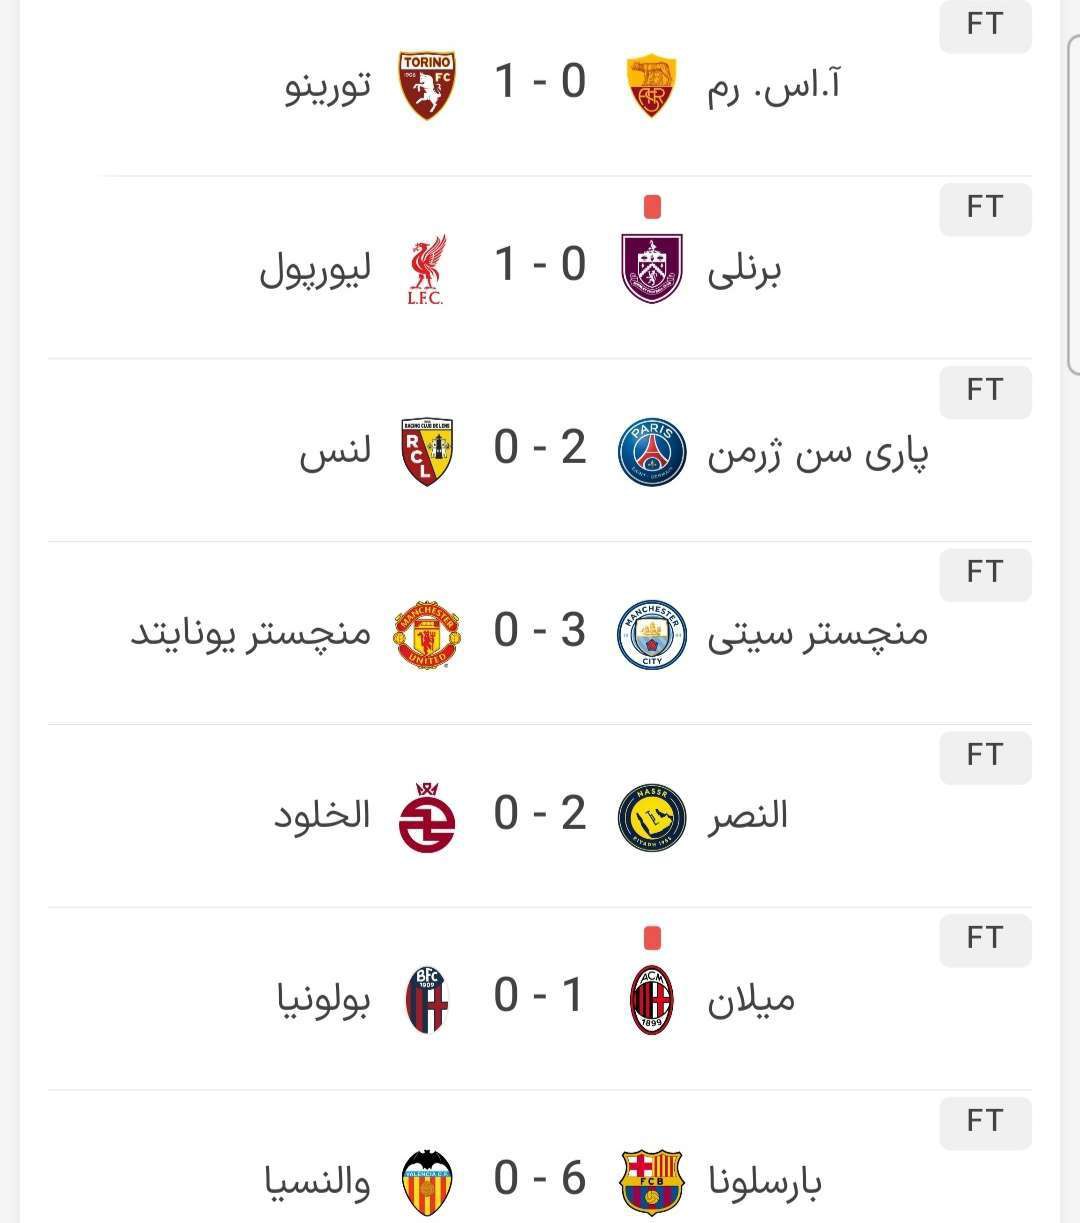 FT
آ.اس. رم 0 - 1 تورینو
FT
برنلی 0 - 1 لیورپول
L.F.C.
FT
پاری سن ژرمن 2 - 0 لنس
FT
منچستر سیتی 3 - 0 منچستر یونایتد
FT
النصر 2 - 0 الخلود
FT
میلان 1 - 0 بولونیا
FT
بارسلونا 6 - 0 والنسیا